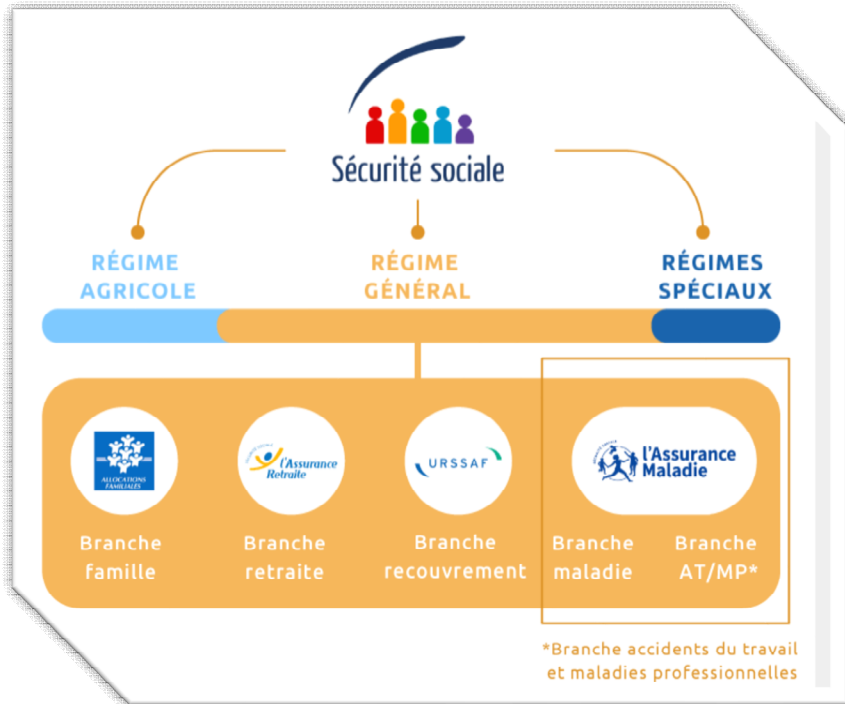 Sécurité sociale
RÉGIME
AGRICOLE
RÉGIME
GÉNÉRAL
RÉGIMES
SPÉCIAUX
ALLOCATIONS
FAMILIALES
l'Assurance
Retraite
URSSAF
l'Assurance
Maladie
Branche
famille
Branche
retraite
Branche
recouvrement
Branche
maladie
Branche
AT/MP*
*Branche accidents du travail
et maladies professionnelles